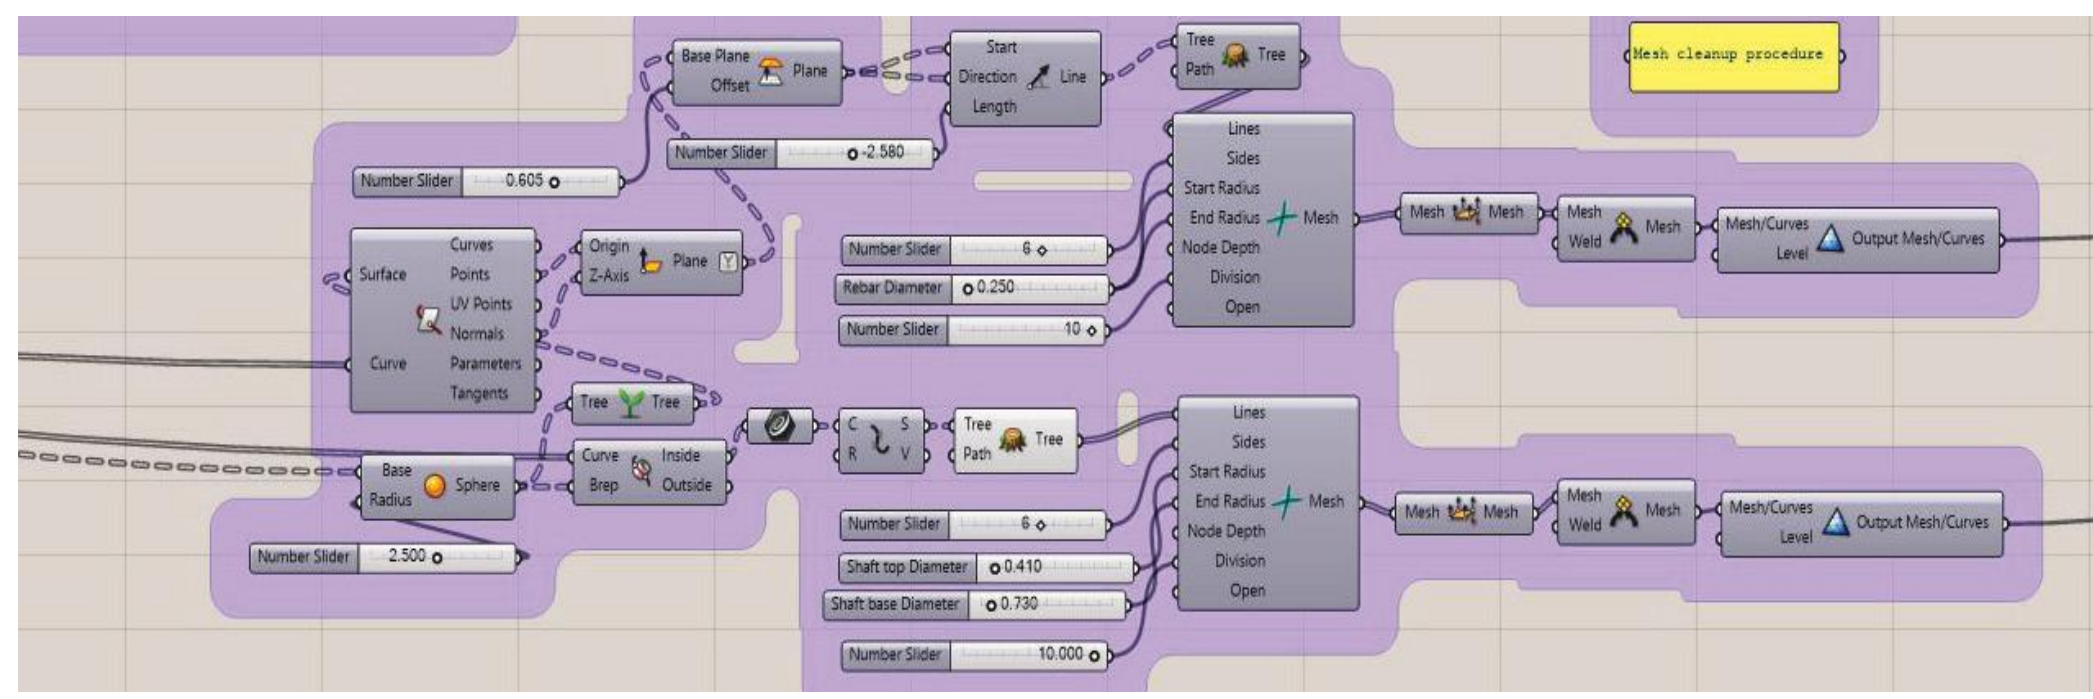 Base Plane
Offset
Plane
Start
Direction
Length
Line
Tree
Path
Tree
Mesh cleanup procedure
Number Slider -2.580
Number Slider 0.605
Lines
Sides
Start Radius
End Radius
Node Depth
Division
Open
Mesh
Surface
Curve
Curves
Points
UV Points
Normals
Parameters
Tangents
Origin
Z-Axis
Plane Y
Number Slider 6
Rebar Diameter 0.250
Number Slider 10
Mesh Mesh
Mesh
Weld
Mesh
Mesh/Curves
Level
Output Mesh/Curves
Tree Tree
Base
Radius
Sphere
Curve
Brep
Inside
Outside
C
R
S
V
Tree
Path
Tree
Number Slider 2.500
Lines
Sides
Start Radius
End Radius
Node Depth
Division
Open
Mesh
Number Slider 6
Shaft top Diameter 0.410
Shaft base Diameter 0.730
Number Slider 10.000
Mesh Mesh
Mesh
Weld
Mesh
Mesh/Curves
Level
Output Mesh/Curves